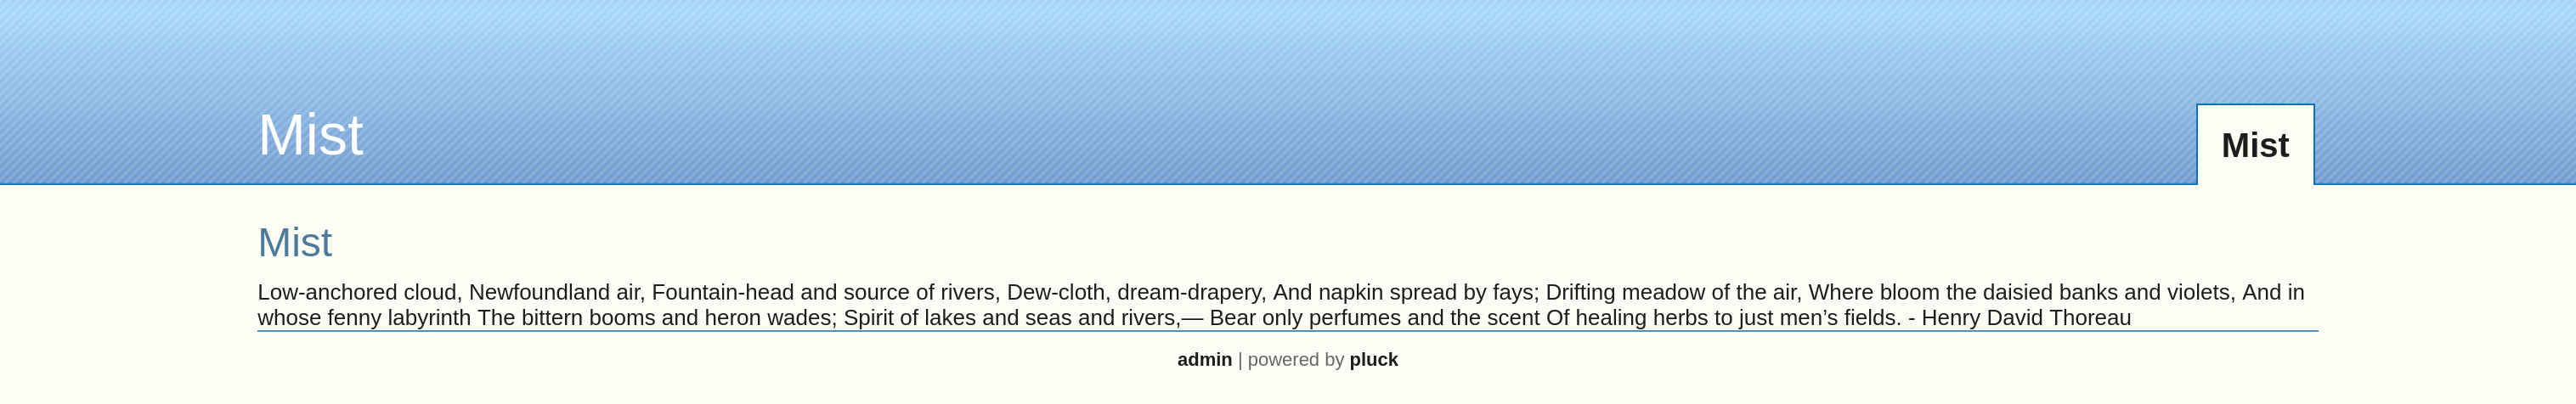 Mist
Mist
Mist
Low-anchored cloud, Newfoundland air, Fountain-head and source of rivers, Dew-cloth, dream-drapery, And napkin spread by fays; Drifting meadow of the air, Where bloom the daisied banks and violets, And in
whose fenny labyrinth The bittern booms and heron wades; Spirit of lakes and seas and rivers,— Bear only perfumes and the scent Of healing herbs to just men’s fields. - Henry David Thoreau
admin | powered by pluck